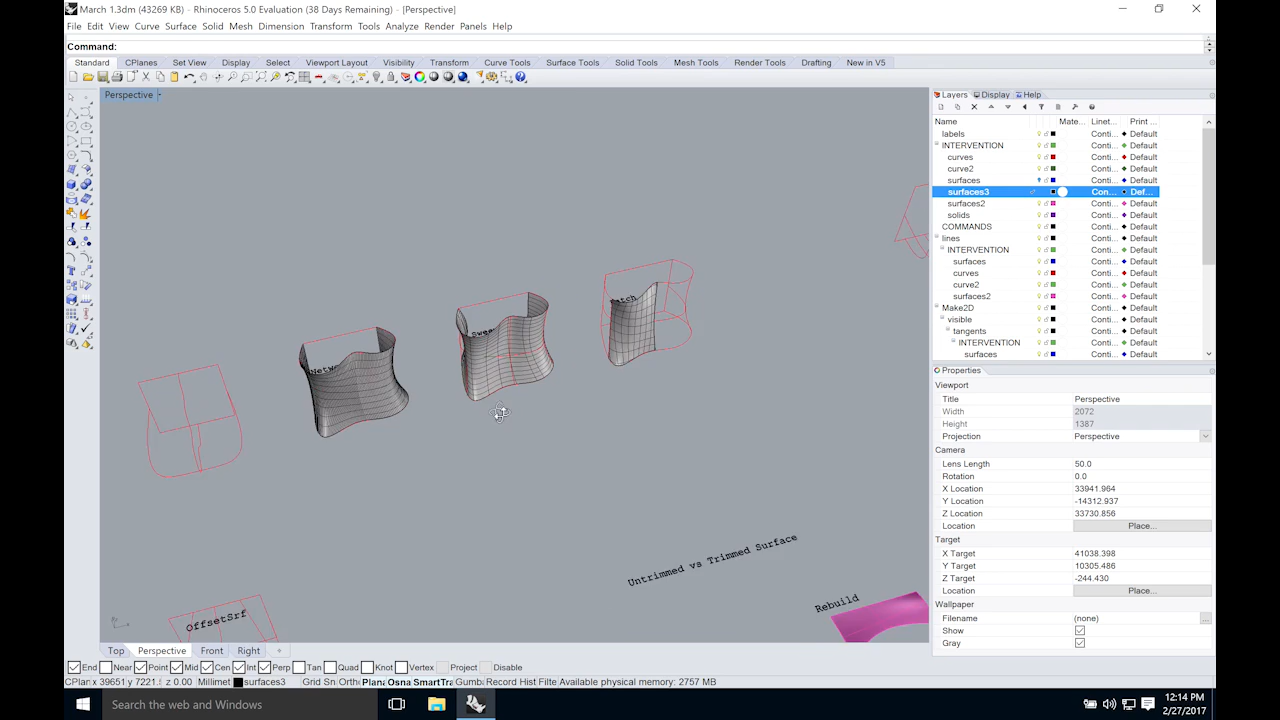 March 1.3dm (43269 KB) - Rhinoceros 5.0 Evaluation (38 Days Remaining) - [Perspective]
File Edit View Curve Surface Solid Mesh Dimension Transform Tools Analyze Render Panels Help
Command:
Standard CPlanes Set View Display Select Viewport Layout Visibility Transform Curve Tools Surface Tools Solid Tools Mesh Tools Render Tools Drafting New in V5
Perspective
Layers Display Help
Name Mate... Linet... Print ...
labels Conti... Default
INTERVENTION Conti... Default
curves Conti... Default
curve2 Conti... Default
surfaces Conti... Default
surfaces3 Con... Def...
surfaces2 Conti... Default
solids Conti... Default
COMMANDS Conti... Default
lines Conti... Default
INTERVENTION Conti... Default
surfaces Conti... Default
curves Conti... Default
curve2 Conti... Default
surfaces2 Conti... Default
Make2D Conti... Default
visible Conti... Default
tangents Conti... Default
INTERVENTION Conti... Default
surfaces Conti... Default
Properties
Viewport
Title Perspective
Width 2072
Height 1387
Projection Perspective
Camera
Lens Length 50.0
Rotation 0.0
X Location 33941.964
Y Location -14312.937
Z Location 33730.856
Location Place...
Target
X Target 41038.398
Y Target 10305.486
Z Target -244.430
Location Place...
Wallpaper
Filename (none) ...
Show
Gray
Untrimmed vs Trimmed Surface
Rebuild
OffsetSrf
Top Perspective Front Right
End Near Point Mid Cen Int Perp Tan Quad Knot Vertex Project Disable
CPlan x 39651 y 7221. z 0.00 Millimet surfaces3 Grid Sn Orth Plana Osna SmartTra Gumb Record Hist Filte Available physical memory: 2757 MB
Search the web and Windows
12:14 PM
2/27/2017